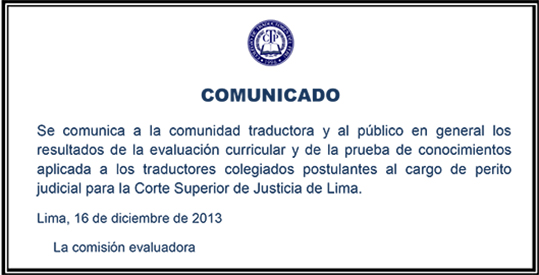 CTP
COMUNICADO
Se comunica a la comunidad traductora y al público en general los
resultados de la evaluación curricular y de la prueba de conocimientos
aplicada a los traductores colegiados postulantes al cargo de perito
judicial para la Corte Superior de Justicia de Lima.
Lima, 16 de diciembre de 2013
La comisión evaluadora